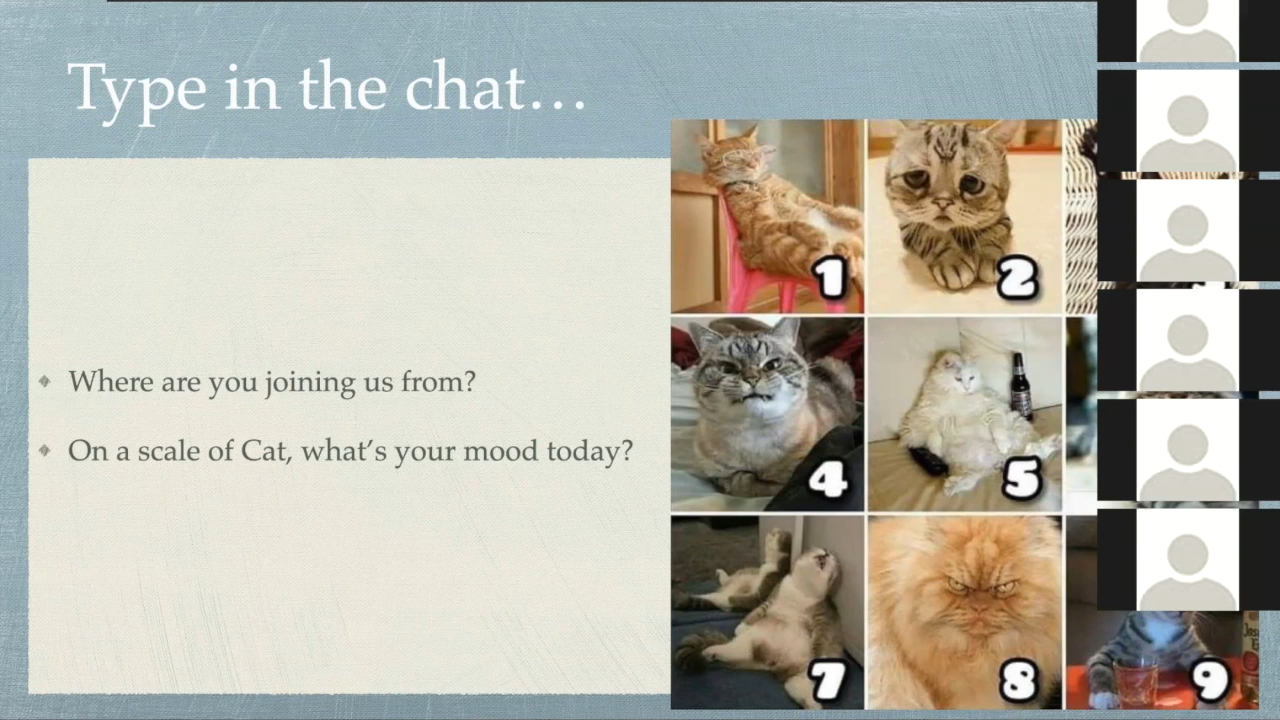 Type in the chat…
Where are you joining us from?
On a scale of Cat, what's your mood today?
1
2
4
5
7
8
9